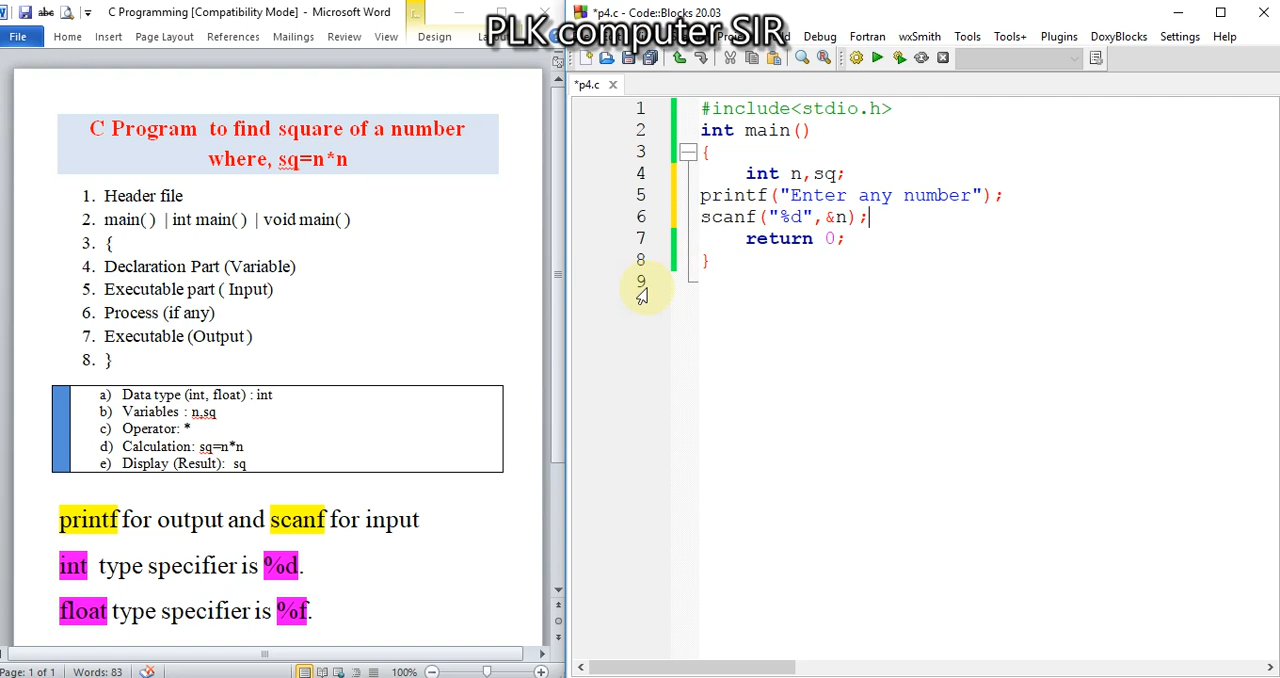 C Programming [Compatibility Mode] - Microsoft Word
File Home Insert Page Layout References Mailings Review View Design
PLK computer SIR
*p4.c - Code::Blocks 20.03
Debug Fortran wxSmith Tools Tools+ Plugins DoxyBlocks Settings Help
*p4.c
C Program to find square of a number
where, sq=n*n
1. Header file
2. main( ) | int main( ) | void main( )
3. {
4. Declaration Part (Variable)
5. Executable part ( Input)
6. Process (if any)
7. Executable (Output )
8. }
a) Data type (int, float) : int
b) Variables : n,sq
c) Operator: *
d) Calculation: sq=n*n
e) Display (Result): sq
printf for output and scanf for input
int type specifier is %d.
float type specifier is %f.
Page: 1 of 1 Words: 83 100%
1 #include<stdio.h>
2 int main()
3 {
4 int n,sq;
5 printf("Enter any number");
6 scanf("%d",&n);
7 return 0;
8 }
9